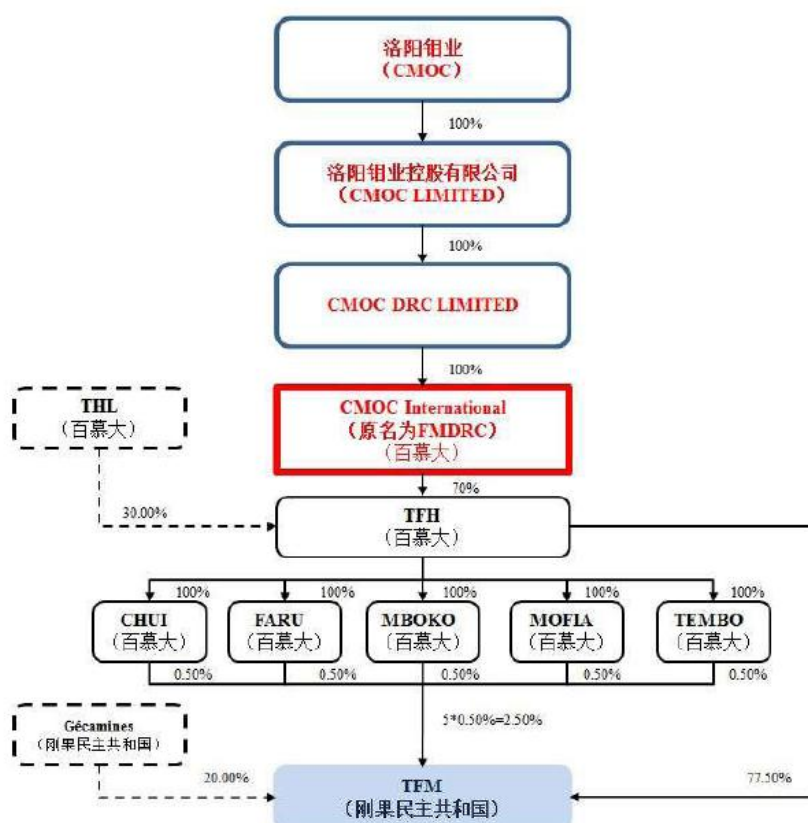 洛阳钼业
（CMOC）
100%
洛阳钼业控股有限公司
（CMOC LIMITED）
100%
CMOC DRC LIMITED
100%
THL
（百慕大）
CMOC International
（原名为FMDRC）
（百慕大）
70%
30.00%
TFH
（百慕大）
100%
100%
100%
100%
100%
CHUI
（百慕大）
FARU
（百慕大）
MBOKO
（百慕大）
MOFIA
（百慕大）
TEMBO
（百慕大）
0.50%
0.50%
0.50%
0.50%
0.50%
5*0.50%=2.50%
Gécamines
（刚果民主共和国）
20.00%
TFM
（刚果民主共和国）
77.50%